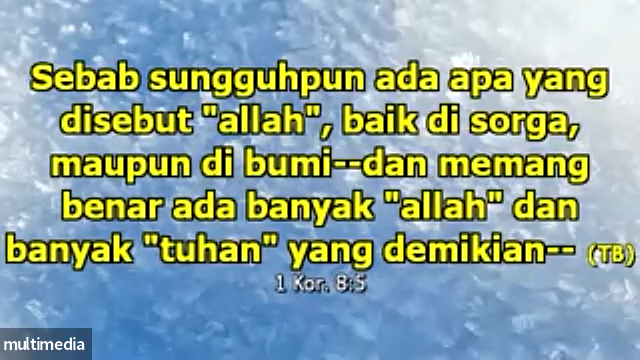 Sebab sungguhpun ada apa yang
disebut "allah", baik di sorga,
maupun di bumi--dan memang
benar ada banyak "allah" dan
banyak "tuhan" yang demikian-- (TB)
1 Kor. 8:5
multimedia